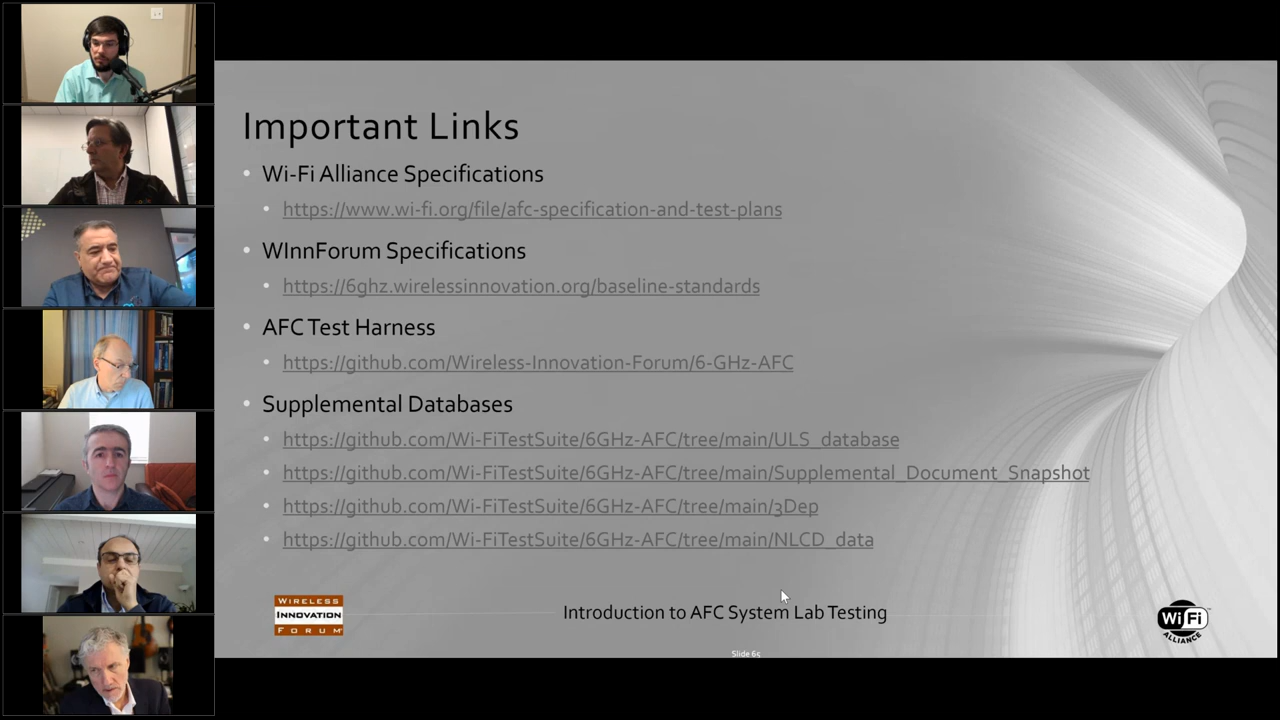 Important Links
• Wi-Fi Alliance Specifications
• https://www.wi-fi.org/file/afc-specification-and-test-plans
• WInnForum Specifications
• https://6ghz.wirelessinnovation.org/baseline-standards
• AFC Test Harness
• https://github.com/Wireless-Innovation-Forum/6-GHz-AFC
• Supplemental Databases
• https://github.com/Wi-FiTestSuite/6GHz-AFC/tree/main/ULS_database
• https://github.com/Wi-FiTestSuite/6GHz-AFC/tree/main/Supplemental_Document_Snapshot
• https://github.com/Wi-FiTestSuite/6GHz-AFC/tree/main/3Dep
• https://github.com/Wi-FiTestSuite/6GHz-AFC/tree/main/NLCD_data
WIRELESS
INNOVATION
FORUM
Introduction to AFC System Lab Testing
Wi Fi
ALLIANCE
Slide 65